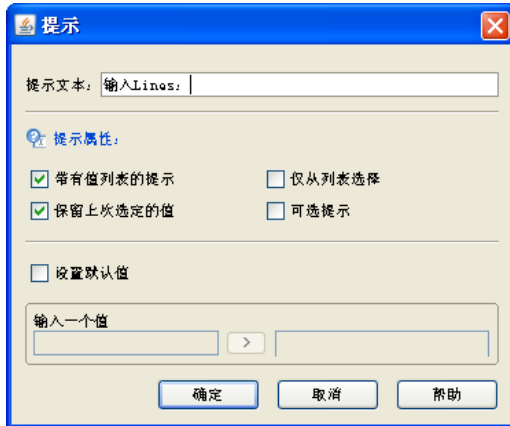 提示
提示文本: 输入Lines:
提示属性:
带有值列表的提示 仅从列表选择
保留上次选定的值 可选提示
设置默认值
输入一个值
>
确定 取消 帮助